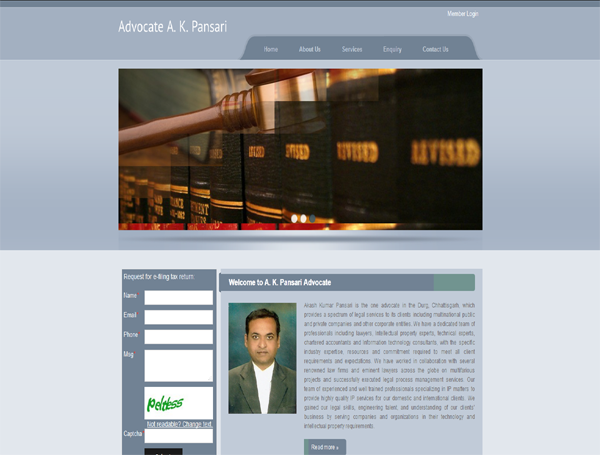 Member Login
Advocate A. K. Pansari
Home About Us Services Enquiry Contact Us
REVISED REVISED REVISED REVISED
Request for e-filing tax return
Welcome to A. K. Pansari Advocate
Name
Email
Phone
Msg
Not readable? Change text.
Captcha
Akash Kumar Pansari is the one advocate in the Durg, Chhattisgarh, which
provides a spectrum of legal services to its clients, including multinational public
and private companies and other corporate entities. We have a dedicated team of
professionals including lawyers, intellectual property experts, technical experts,
chartered accountants and information technology consultants, with the specific
industry expertise, resources and commitment required to meet all client
requirements and expectations. We have worked in collaboration with several
renowned law firms and eminent lawyers across the globe on multifarious
projects and successfully executed legal process management services. Our
team of experienced and well trained professionals specializing in IP matters to
provide highly quality IP services for our domestic and international clients. We
gained our legal skills, engineering talent, and understanding of our clients'
business by serving companies and organizations in their technology and
intellectual property requirements.
Read more »